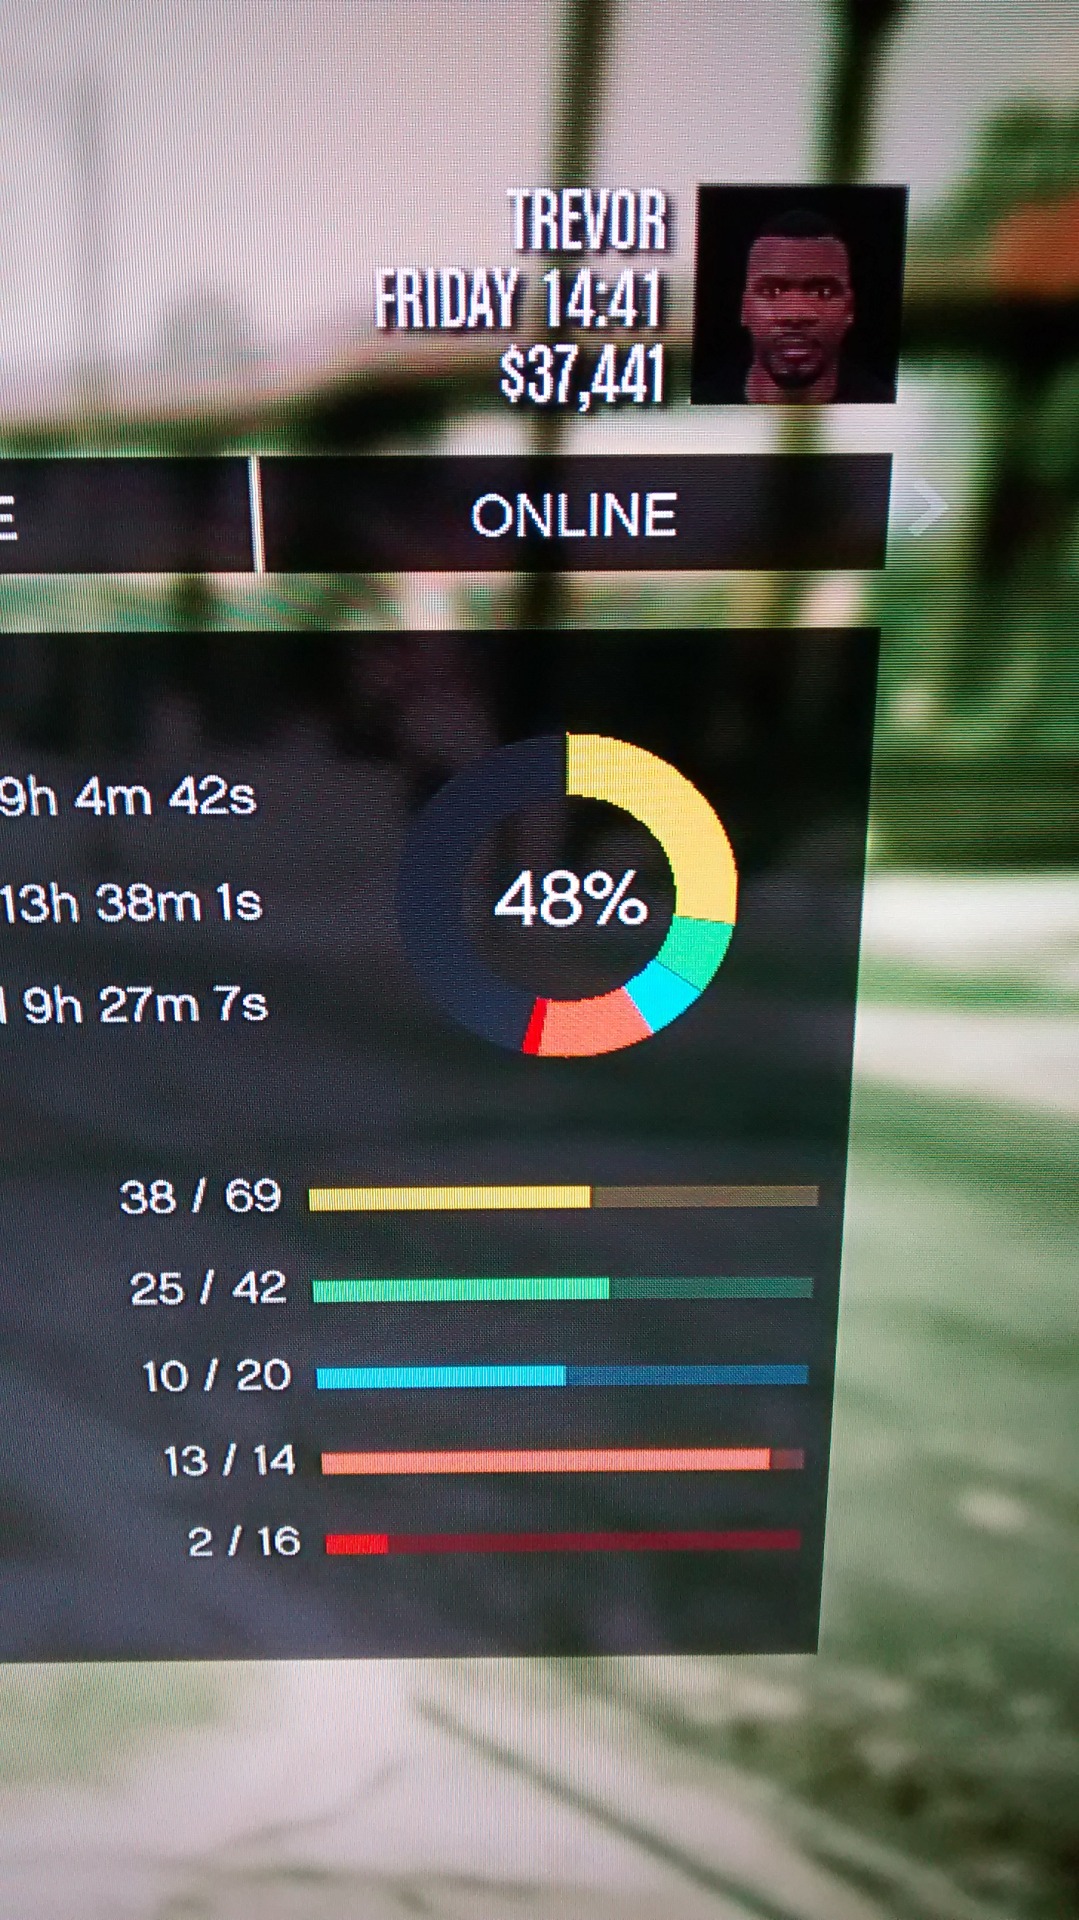 TREVOR
FRIDAY 14:41
$37,441
E
ONLINE
9h 4m 42s
13h 38m 1s
9h 27m 7s
48%
38 / 69
25 / 42
10 / 20
13 / 14
2 / 16